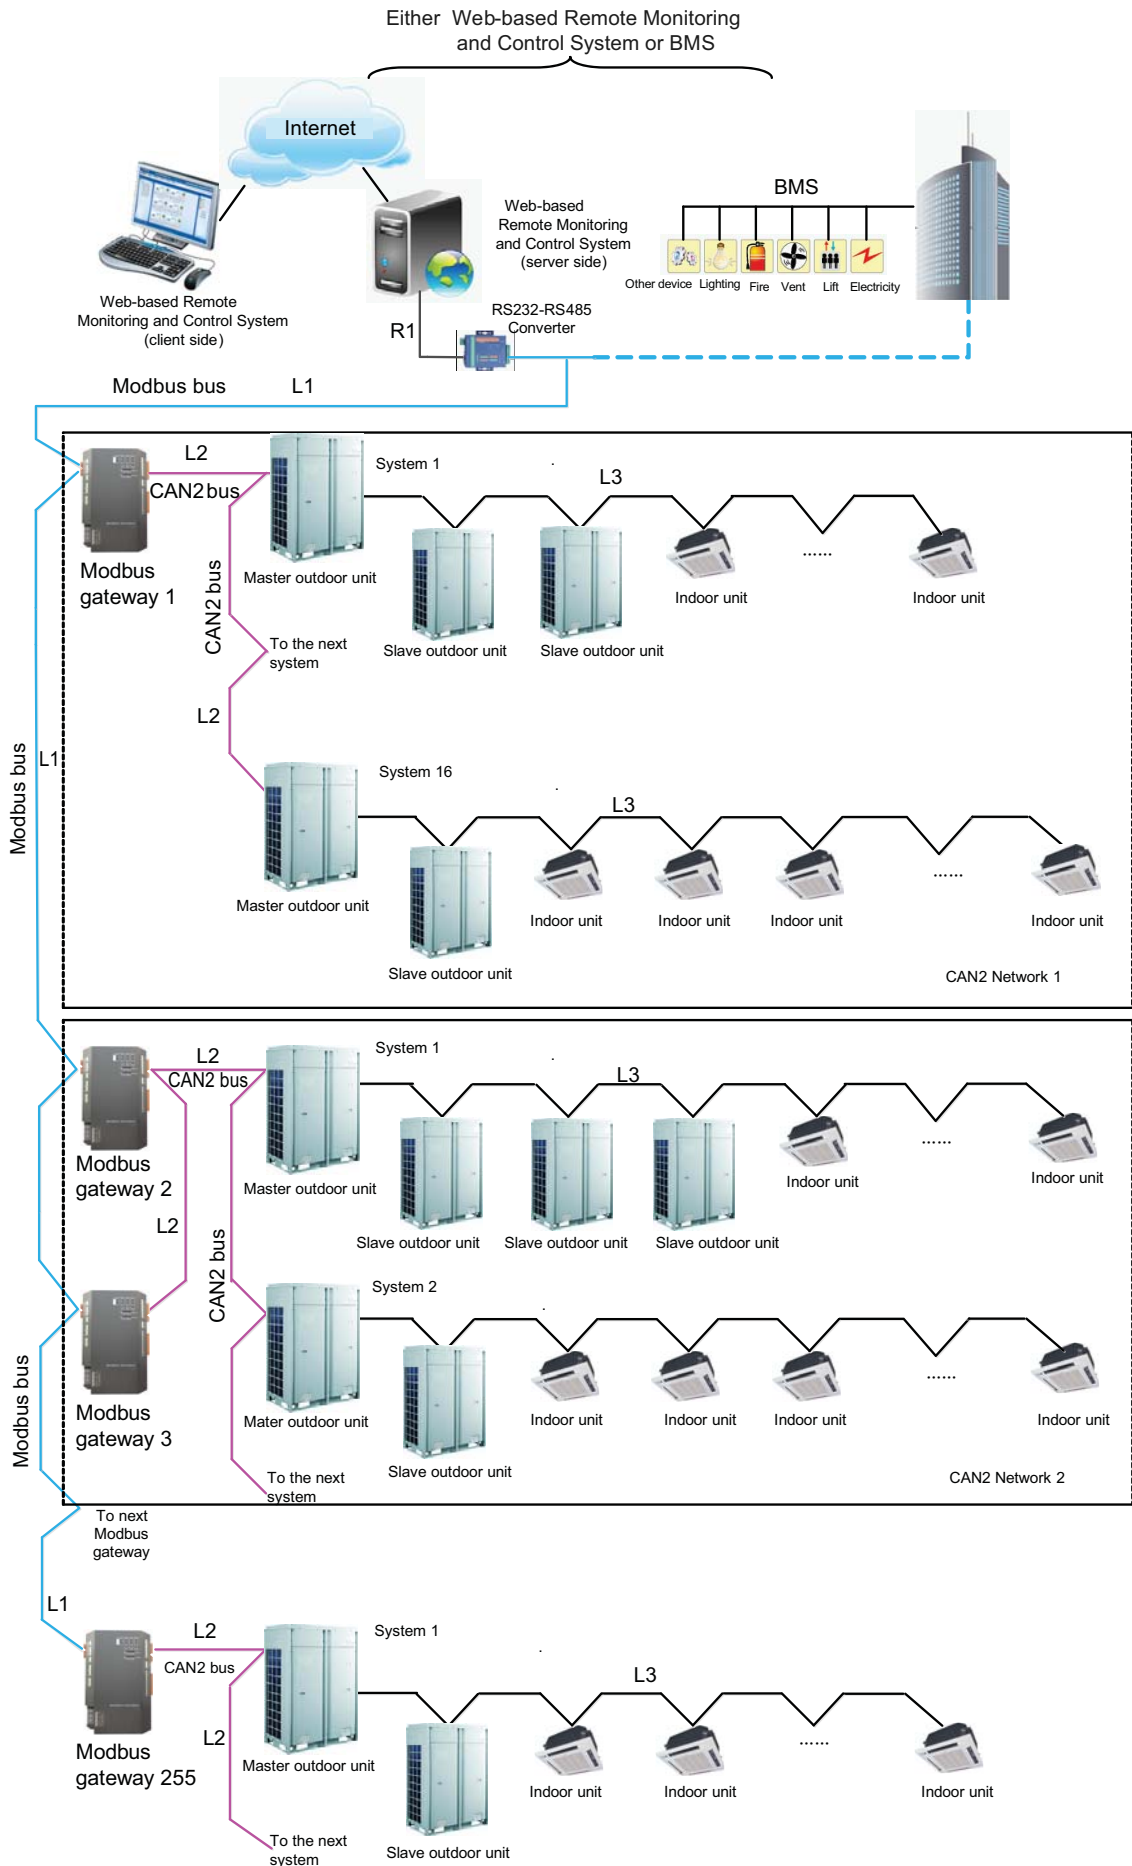 Either Web-based Remote Monitoring
and Control System or BMS
Internet
BMS
Web-based
Remote Monitoring
and Control System
(server side)
Other device
Lighting
Fire
Vent
Lift
Electricity
Web-based Remote
Monitoring and Control System
(client side)
RS232-RS485
Converter
R1
Modbus bus
L1
L2
CAN2 bus
System 1
L3
Master outdoor unit
Modbus
gateway 1
CAN2 bus
......
Indoor unit
Indoor unit
Slave outdoor unit
Slave outdoor unit
To the next
system
L2
Modbus bus
L1
System 16
L3
Master outdoor unit
......
Indoor unit
Indoor unit
Indoor unit
Indoor unit
Slave outdoor unit
CAN2 Network 1
L2
CAN2 bus
System 1
L3
Modbus
gateway 2
Master outdoor unit
......
Indoor unit
Indoor unit
L2
CAN2 bus
Slave outdoor unit
Slave outdoor unit
Slave outdoor unit
System 2
Modbus bus
Modbus
gateway 3
Mater outdoor unit
......
Indoor unit
Indoor unit
Indoor unit
Indoor unit
Slave outdoor unit
To the next
system
CAN2 Network 2
To next
Modbus
gateway
L1
L2
CAN2 bus
System 1
L3
L2
Modbus
gateway 255
Master outdoor unit
......
Indoor unit
Indoor unit
Indoor unit
Slave outdoor unit
To the next
system